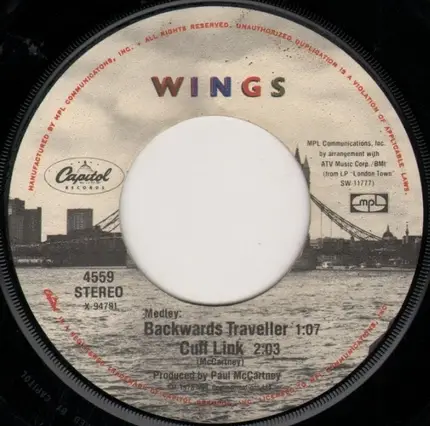 MANUFACTURED BY MPL COMMUNICATIONS, INC. • ALL RIGHTS RESERVED. UNAUTHORIZED DUPLICATION IS A VIOLATION OF APPLICABLE LAWS.
WINGS
Capitol
RECORDS
MPL Communications, Inc.
by arrangement with
ATV Music Corp./BMI
(from LP 'London Town'
SW 11777)
mpl
4559
STEREO
X-94791
Medley:
Backwards Traveller 1:07
Cuff Link 2:03
(McCartney)
Produced by Paul McCartney